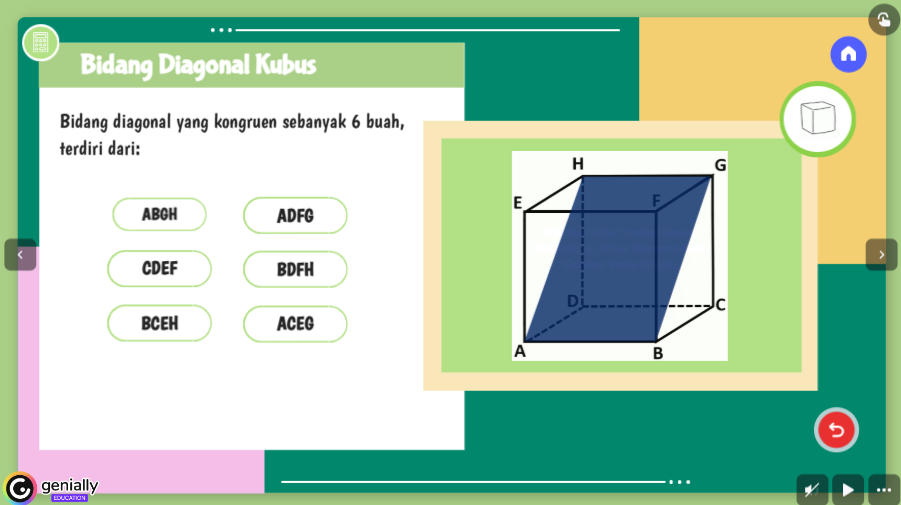 Bidang Diagonal Kubus
Bidang diagonal yang kongruen sebanyak 6 buah,
terdiri dari:
ABGH
ADFG
CDEF
BDFH
BCEH
ACEG
H
G
E
F
D
C
A
B
genially
EDUCATION